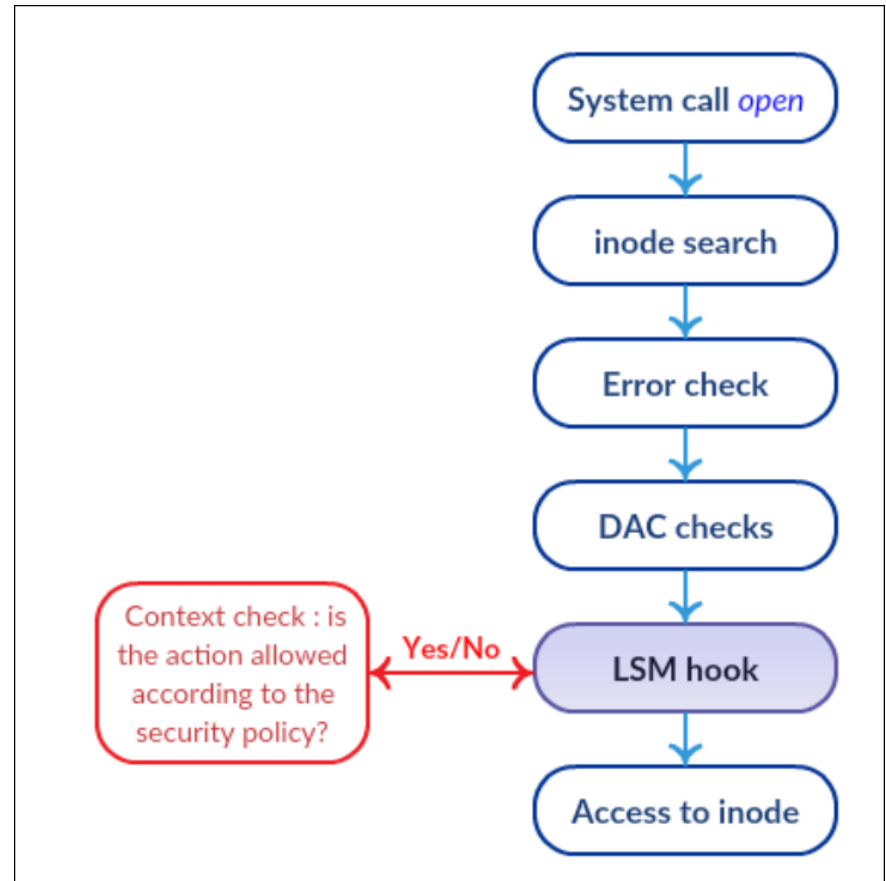 System call open
inode search
Error check
DAC checks
Context check : is
the action allowed
according to the
security policy?
Yes/No
LSM hook
Access to inode